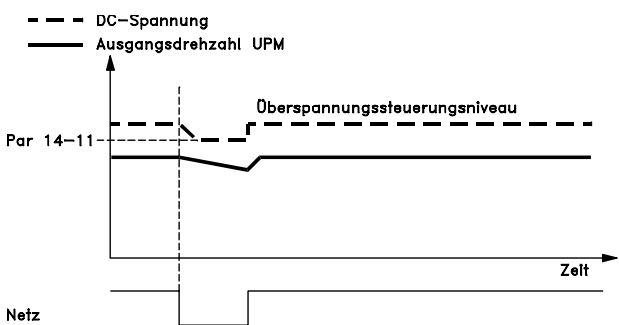 DC-Spannung
Ausgangsdrehzahl UPM
Überspannungssteuerungsniveau
Par 14-11
Zeit
Netz